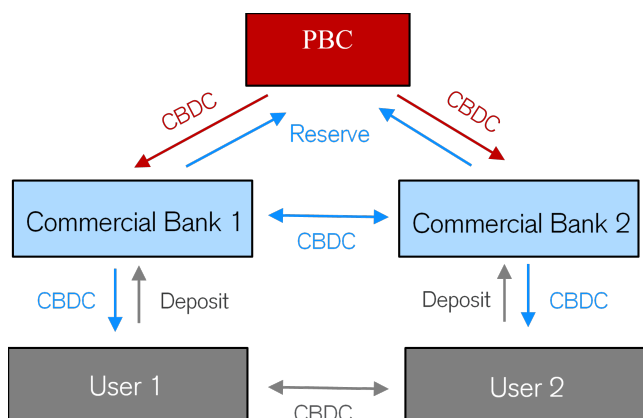 PBC
CBDC
CBDC
Reserve
Commercial Bank 1
Commercial Bank 2
CBDC
CBDC
Deposit
Deposit
CBDC
User 1
User 2
CBDC